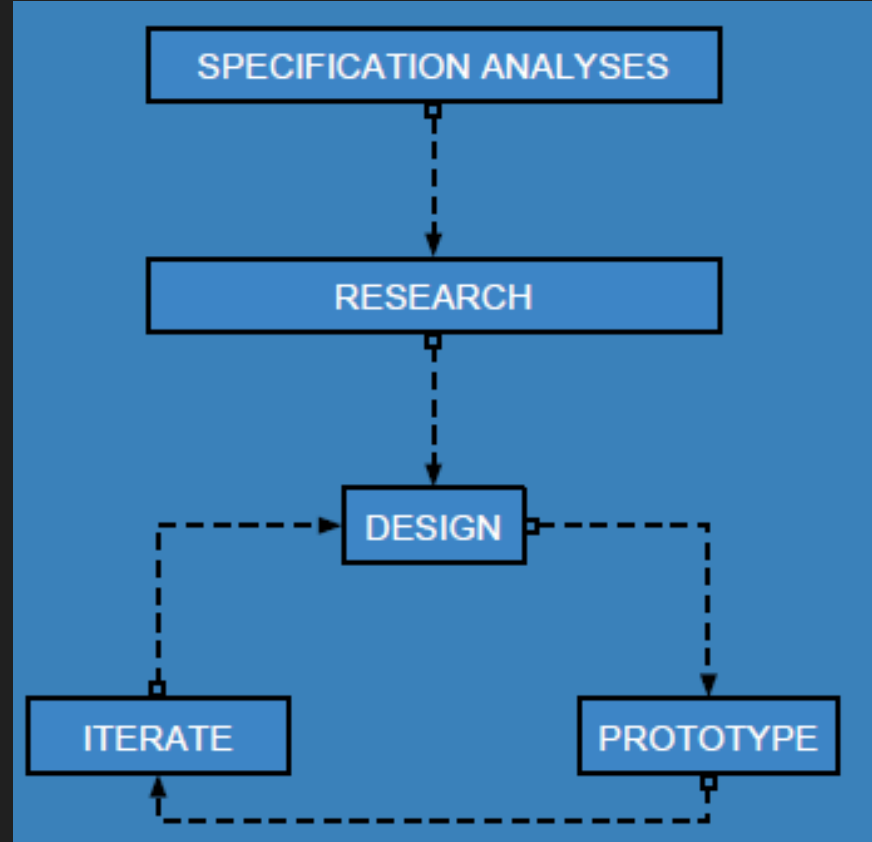 SPECIFICATION ANALYSES
RESEARCH
DESIGN
ITERATE
PROTOTYPE